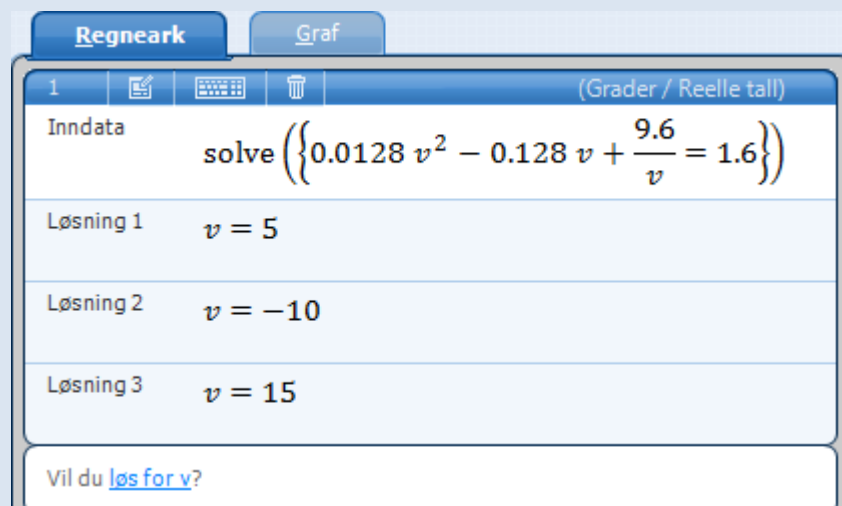 Regneark Graf
1 (Grader / Reelle tall)
Inndata
solve ({0.0128 v² − 0.128 v + 9.6/v = 1.6})
Løsning 1 v = 5
Løsning 2 v = −10
Løsning 3 v = 15
Vil du løs for v?